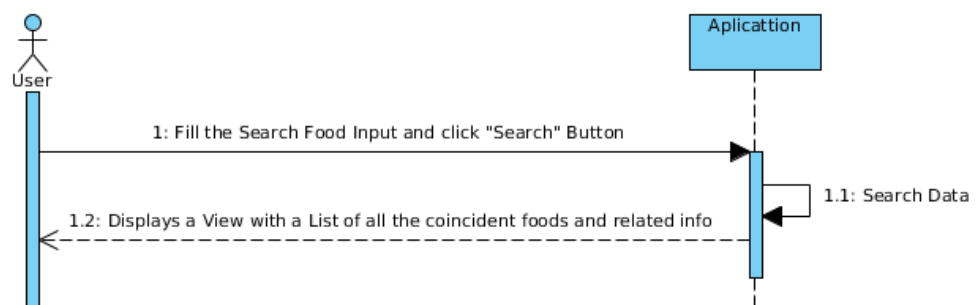 Aplicattion
User
1: Fill the Search Food Input and click "Search" Button
1.1: Search Data
1.2: Displays a View with a List of all the coincident foods and related info